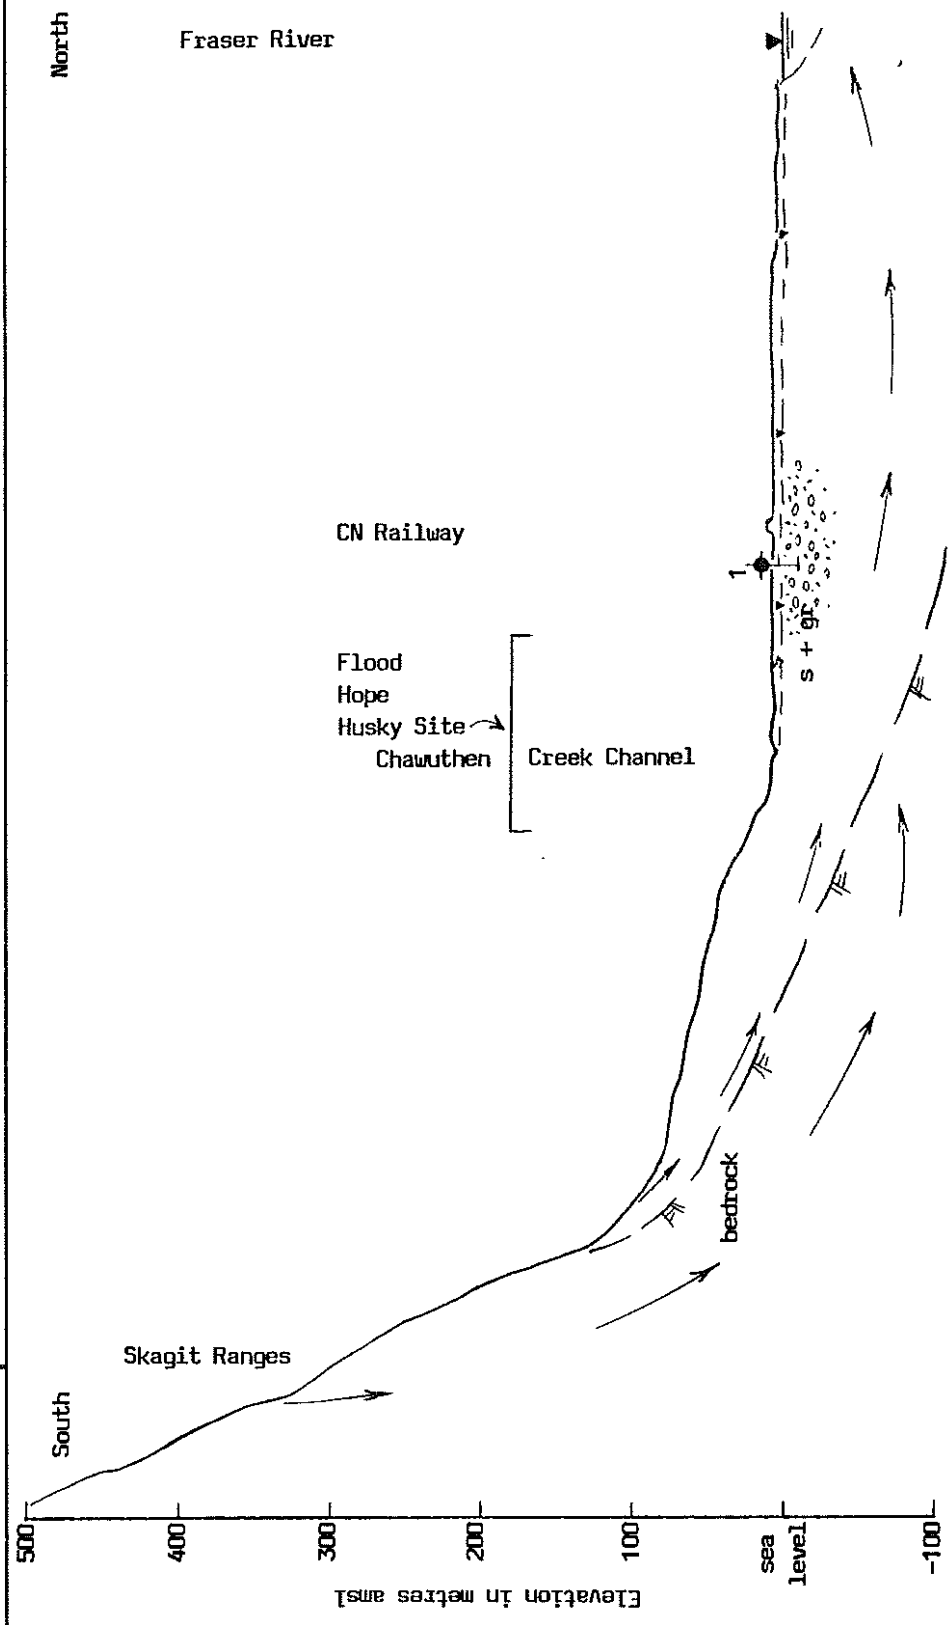 South
North
Skagit Ranges
Fraser River
Flood
Hope
Husky Site
Chawuthen
Creek Channel
CN Railway
1
s + gr
bedrock
Elevation in metres amsl
500
400
300
200
100
sea
level
-100